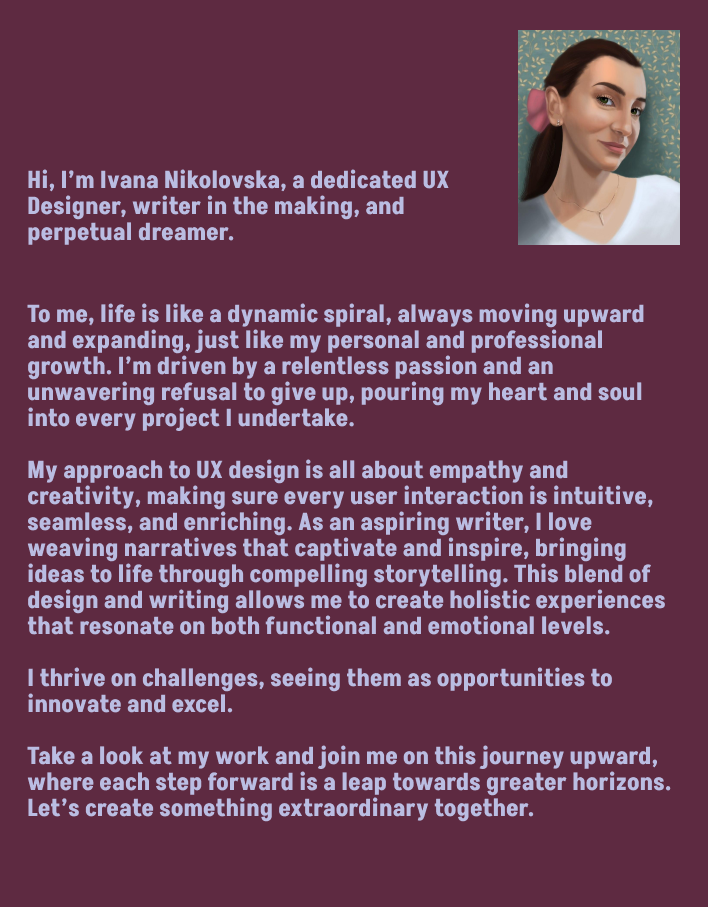 Hi, I’m Ivana Nikolovska, a dedicated UX
Designer, writer in the making, and
perpetual dreamer.
To me, life is like a dynamic spiral, always moving upward
and expanding, just like my personal and professional
growth. I’m driven by a relentless passion and an
unwavering refusal to give up, pouring my heart and soul
into every project I undertake.
My approach to UX design is all about empathy and
creativity, making sure every user interaction is intuitive,
seamless, and enriching. As an aspiring writer, I love
weaving narratives that captivate and inspire, bringing
ideas to life through compelling storytelling. This blend of
design and writing allows me to create holistic experiences
that resonate on both functional and emotional levels.
I thrive on challenges, seeing them as opportunities to
innovate and excel.
Take a look at my work and join me on this journey upward,
where each step forward is a leap towards greater horizons.
Let’s create something extraordinary together.